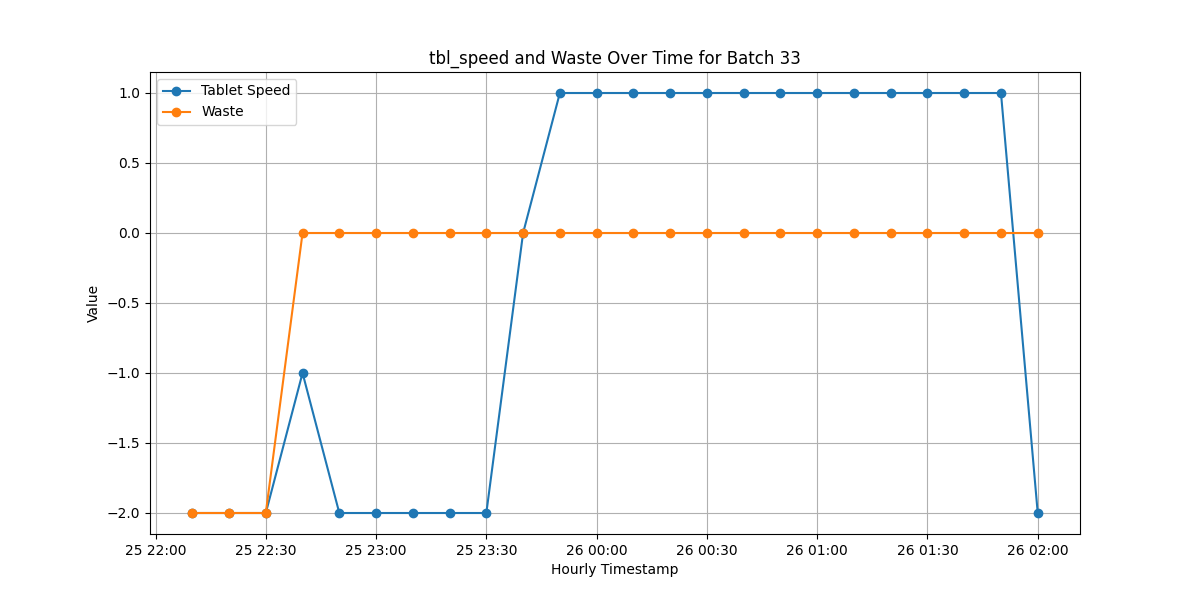 tbl_speed and Waste Over Time for Batch 33
Tablet Speed
Waste
1.0
0.5
0.0
−0.5
−1.0
−1.5
−2.0
Value
25 22:00 25 22:30 25 23:00 25 23:30 26 00:00 26 00:30 26 01:00 26 01:30 26 02:00
Hourly Timestamp